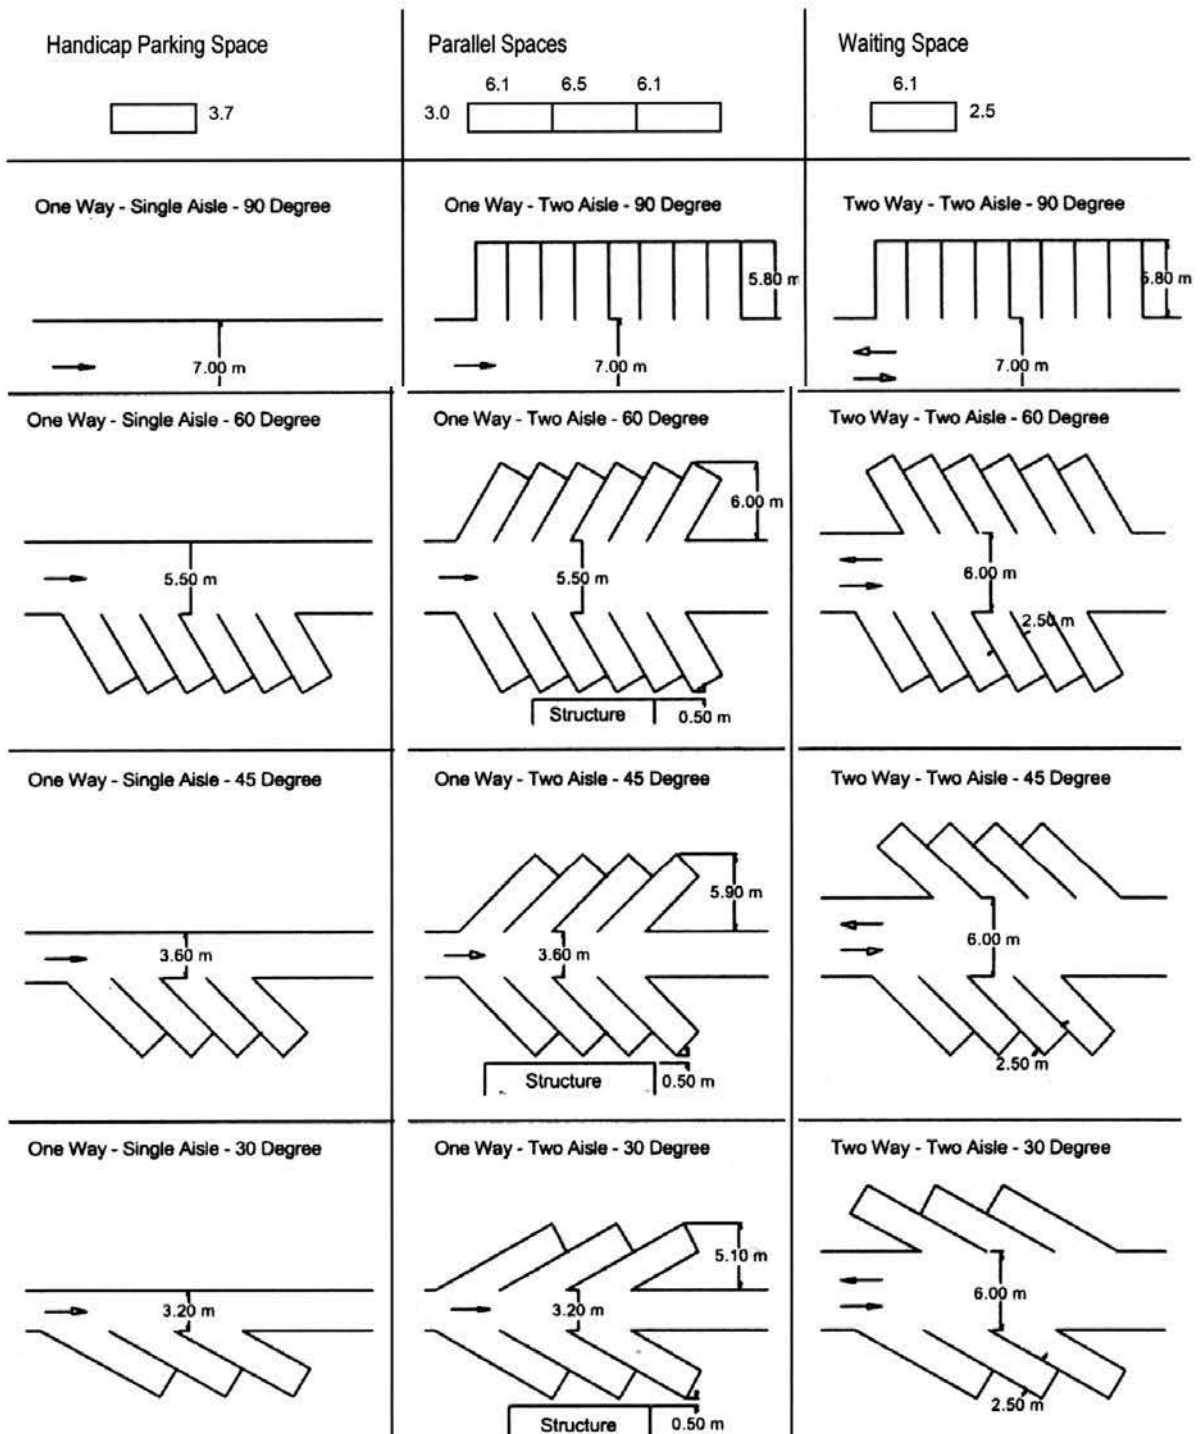 Handicap Parking Space
3.7
Parallel Spaces
6.1 6.5 6.1
3.0
Waiting Space
6.1
2.5
One Way - Single Aisle - 90 Degree
7.00 m
One Way - Two Aisle - 90 Degree
5.80 m
7.00 m
Two Way - Two Aisle - 90 Degree
5.80 m
7.00 m
One Way - Single Aisle - 60 Degree
5.50 m
One Way - Two Aisle - 60 Degree
6.00 m
5.50 m
Structure 0.50 m
Two Way - Two Aisle - 60 Degree
6.00 m
2.50 m
One Way - Single Aisle - 45 Degree
3.60 m
One Way - Two Aisle - 45 Degree
5.90 m
3.60 m
Structure 0.50 m
Two Way - Two Aisle - 45 Degree
6.00 m
2.50 m
One Way - Single Aisle - 30 Degree
3.20 m
One Way - Two Aisle - 30 Degree
5.10 m
3.20 m
Structure 0.50 m
Two Way - Two Aisle - 30 Degree
6.00 m
2.50 m